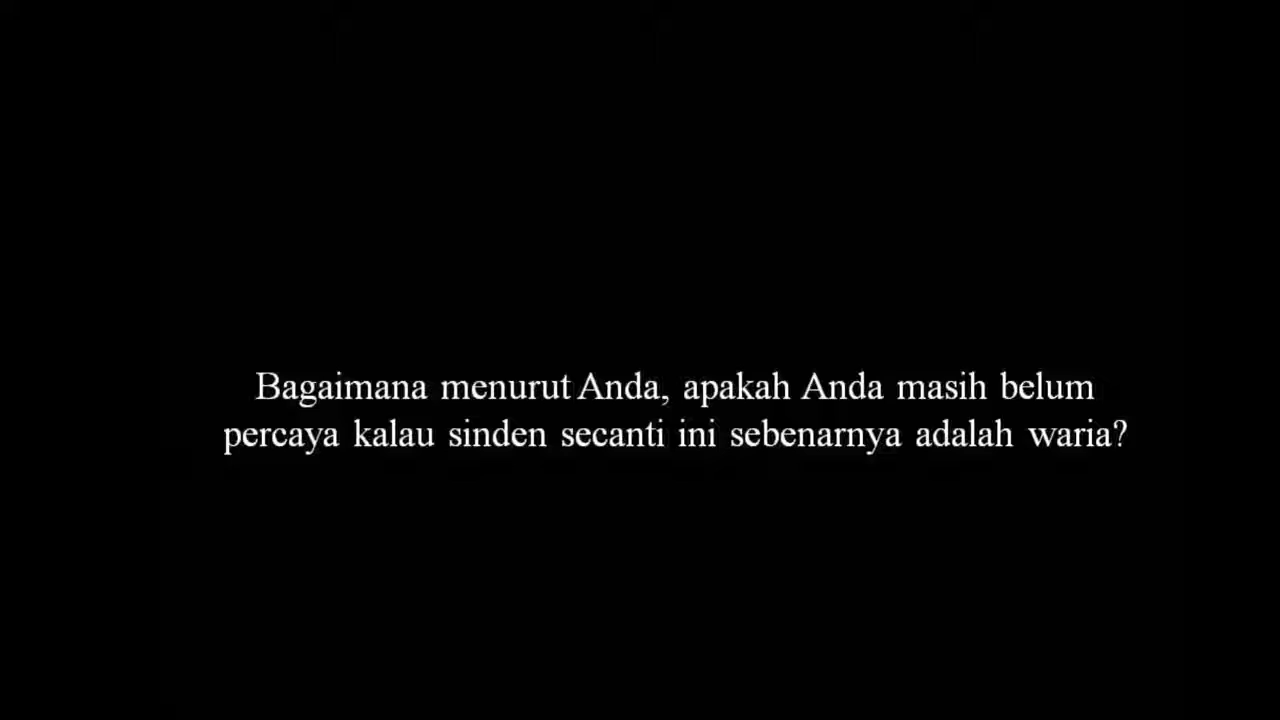 Bagaimana menurut Anda, apakah Anda masih belum
percaya kalau sinden secanti ini sebenarnya adalah waria?